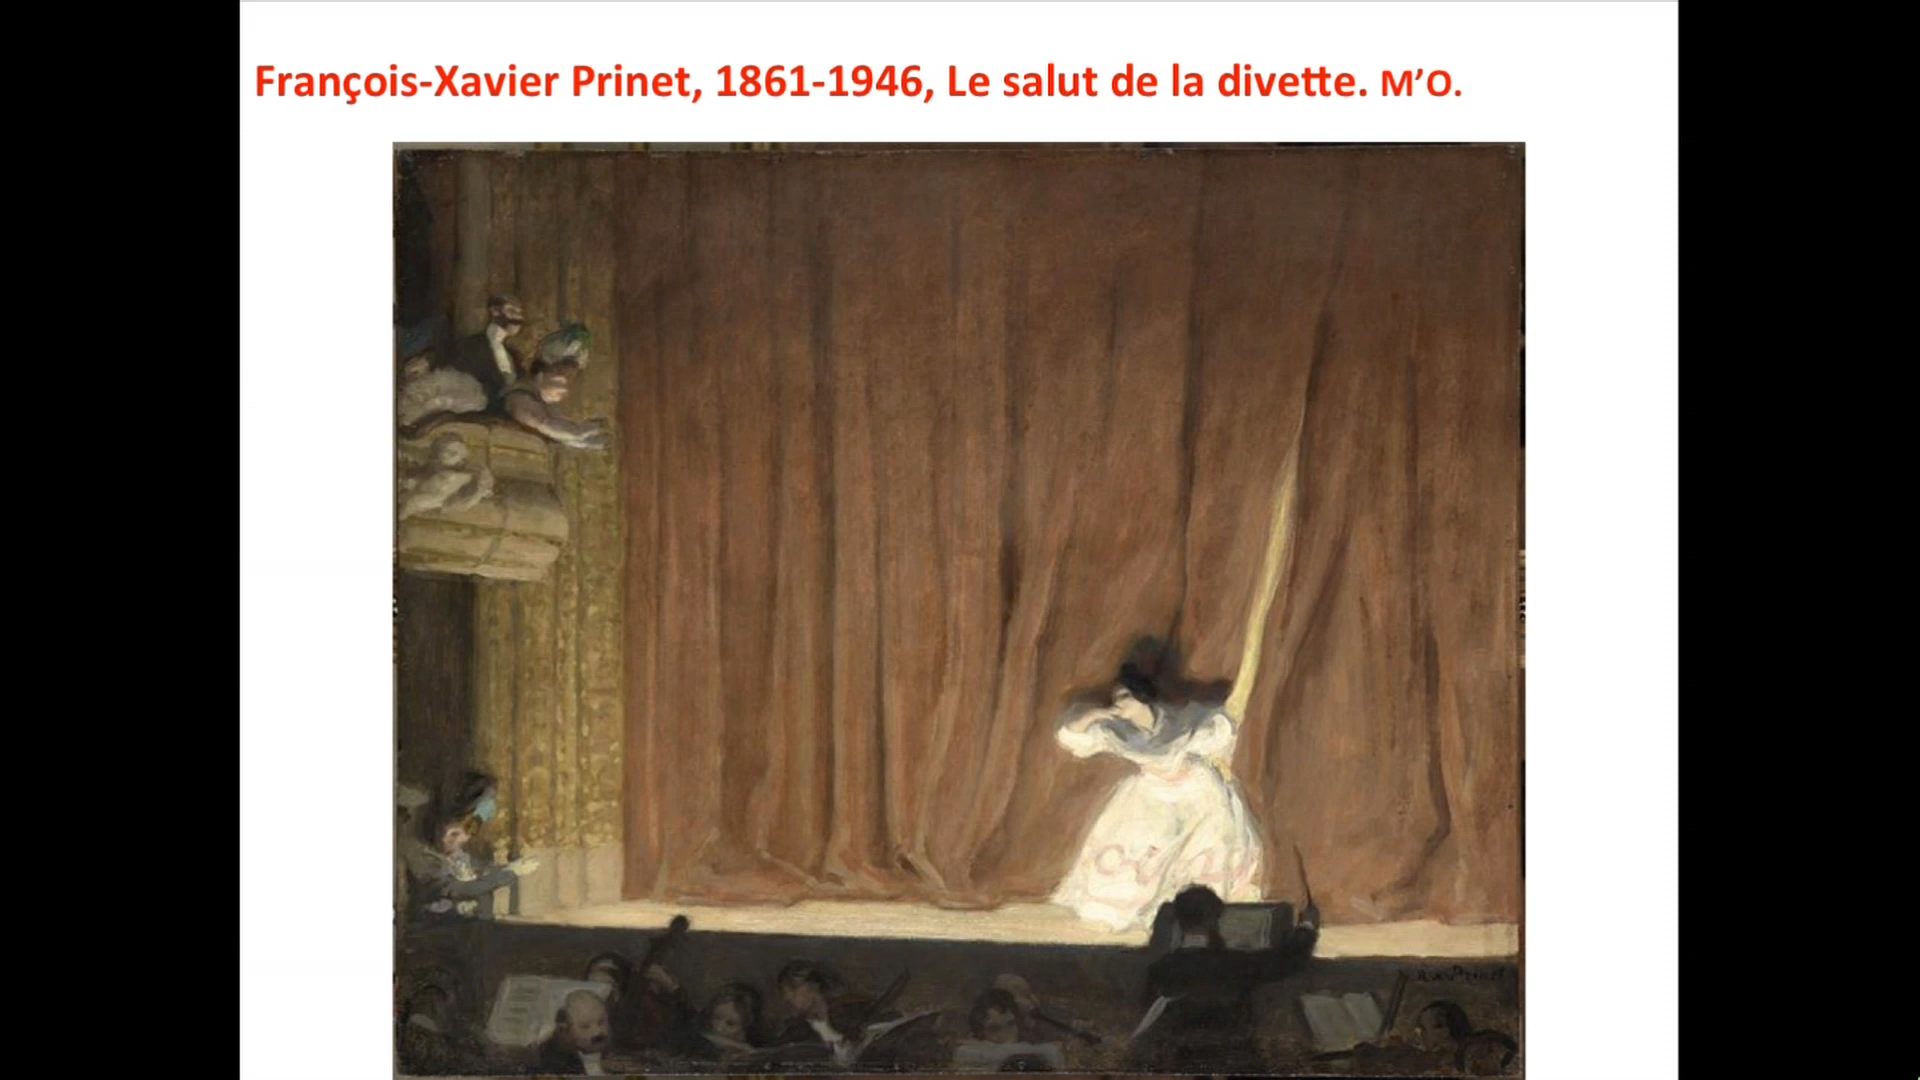 François-Xavier Prinet, 1861-1946, Le salut de la divette. M’O.